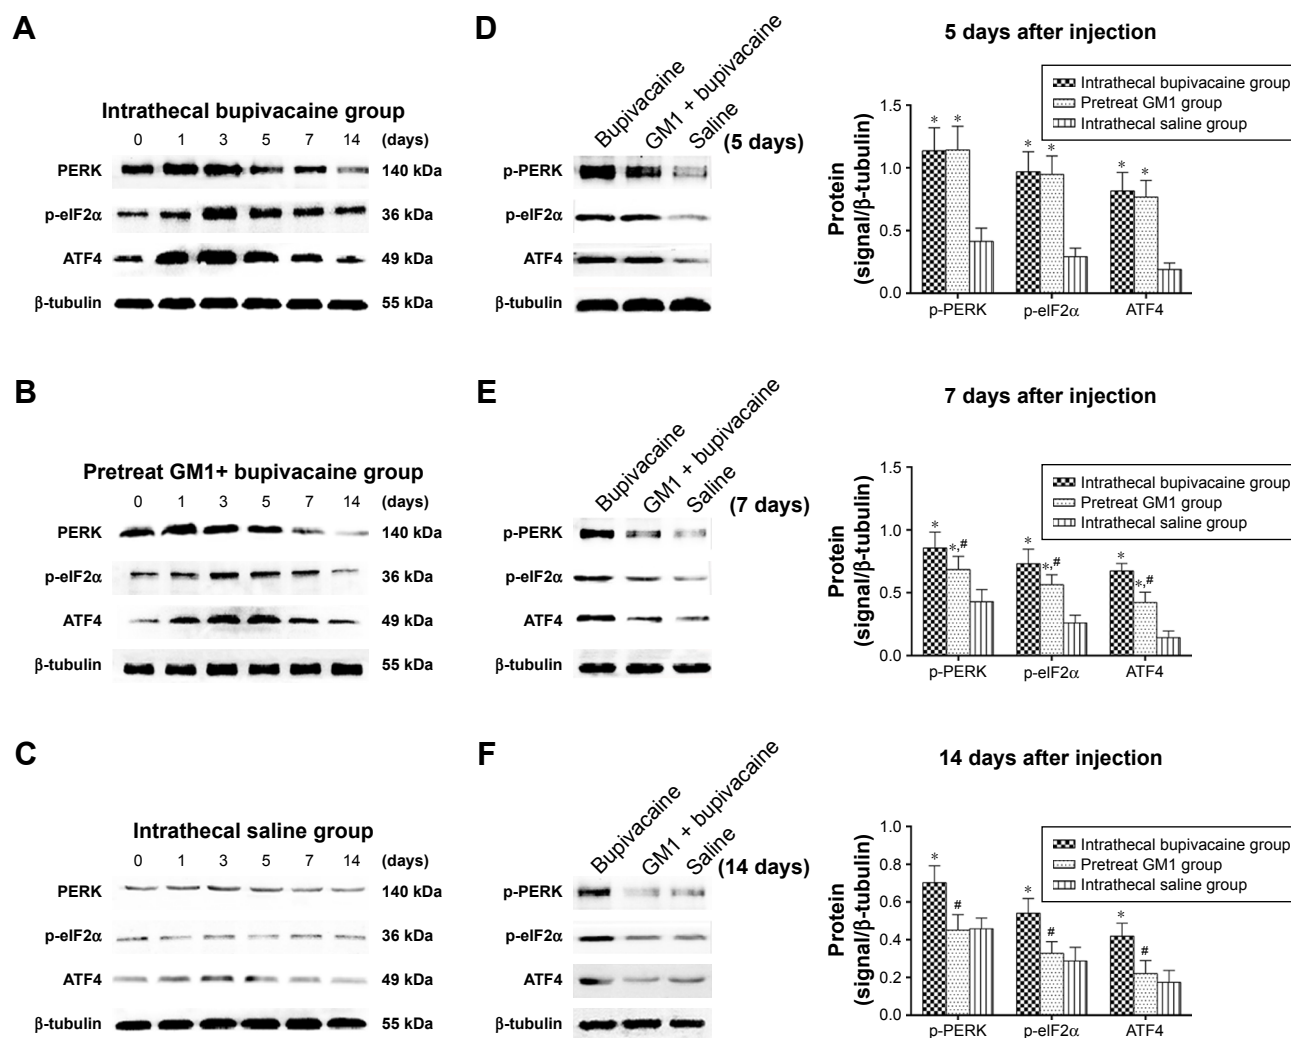 A
Intrathecal bupivacaine group
0 1 3 5 7 14 (days)
PERK 140 kDa
p-eIF2α 36 kDa
ATF4 49 kDa
β-tubulin 55 kDa
D
Bupivacaine
GM1 + bupivacaine
Saline
(5 days)
p-PERK
p-eIF2α
ATF4
β-tubulin
5 days after injection
Intrathecal bupivacaine group
Pretreat GM1 group
Intrathecal saline group
Protein
(signal/β-tubulin)
1.5
1.0
0.5
0.0
* * * * * *
p-PERK p-eIF2α ATF4
B
Pretreat GM1+ bupivacaine group
0 1 3 5 7 14 (days)
PERK 140 kDa
p-eIF2α 36 kDa
ATF4 49 kDa
β-tubulin 55 kDa
E
Bupivacaine
GM1 + bupivacaine
Saline
(7 days)
p-PERK
p-eIF2α
ATF4
β-tubulin
7 days after injection
Intrathecal bupivacaine group
Pretreat GM1 group
Intrathecal saline group
Protein
(signal/β-tubulin)
1.5
1.0
0.5
0.0
* *,# * *,# * *,#
p-PERK p-eIF2α ATF4
C
Intrathecal saline group
0 1 3 5 7 14 (days)
PERK 140 kDa
p-eIF2α 36 kDa
ATF4 49 kDa
β-tubulin 55 kDa
F
Bupivacaine
GM1 + bupivacaine
Saline
(14 days)
p-PERK
p-eIF2α
ATF4
β-tubulin
14 days after injection
Intrathecal bupivacaine group
Pretreat GM1 group
Intrathecal saline group
Protein
(signal/β-tubulin)
1.0
0.8
0.6
0.4
0.2
0
* # * # * #
p-PERK p-eIF2α ATF4